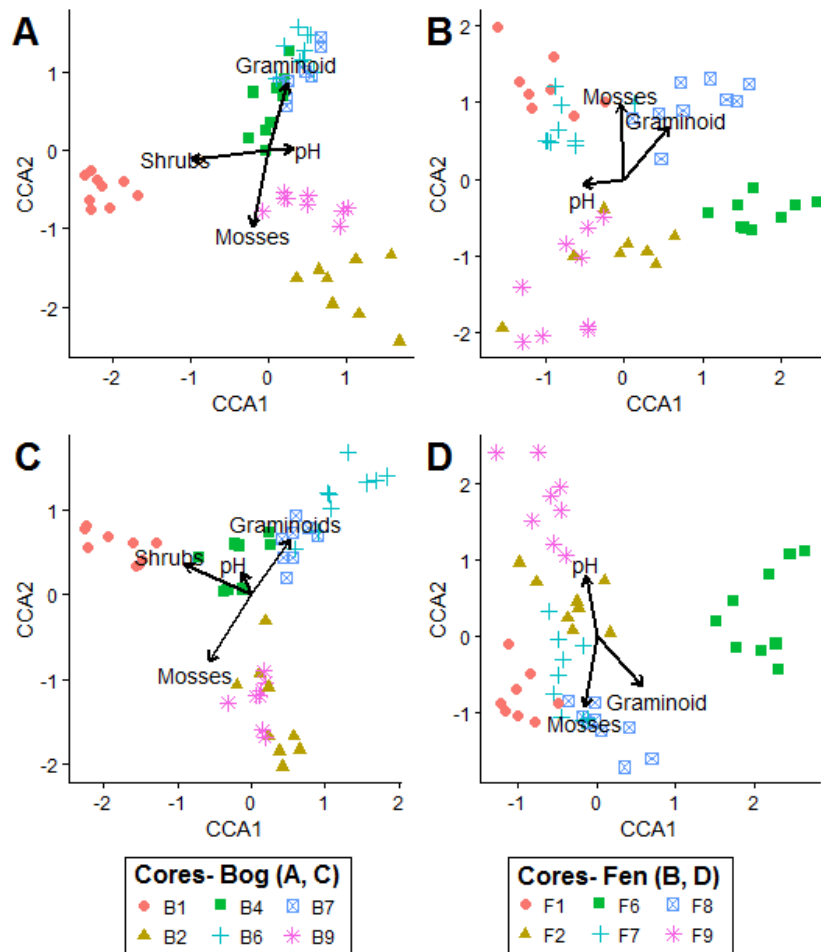 A
B
CCA2
1
0
-1
-2
Graminoid
Shrubs
pH
Mosses
-2
-1
0
1
CCA1
CCA2
2
1
0
-1
-2
Mosses
Graminoid
pH
-1
0
1
2
CCA1
C
D
CCA2
1
0
-1
-2
Graminoids
Shrubs
pH
Mosses
-2
-1
0
1
2
CCA1
CCA2
2
1
0
-1
pH
Graminoid
Mosses
-1
0
1
2
CCA1
Cores- Bog (A, C)
B1 B4 B7
B2 B6 B9
Cores- Fen (B, D)
F1 F6 F8
F2 F7 F9